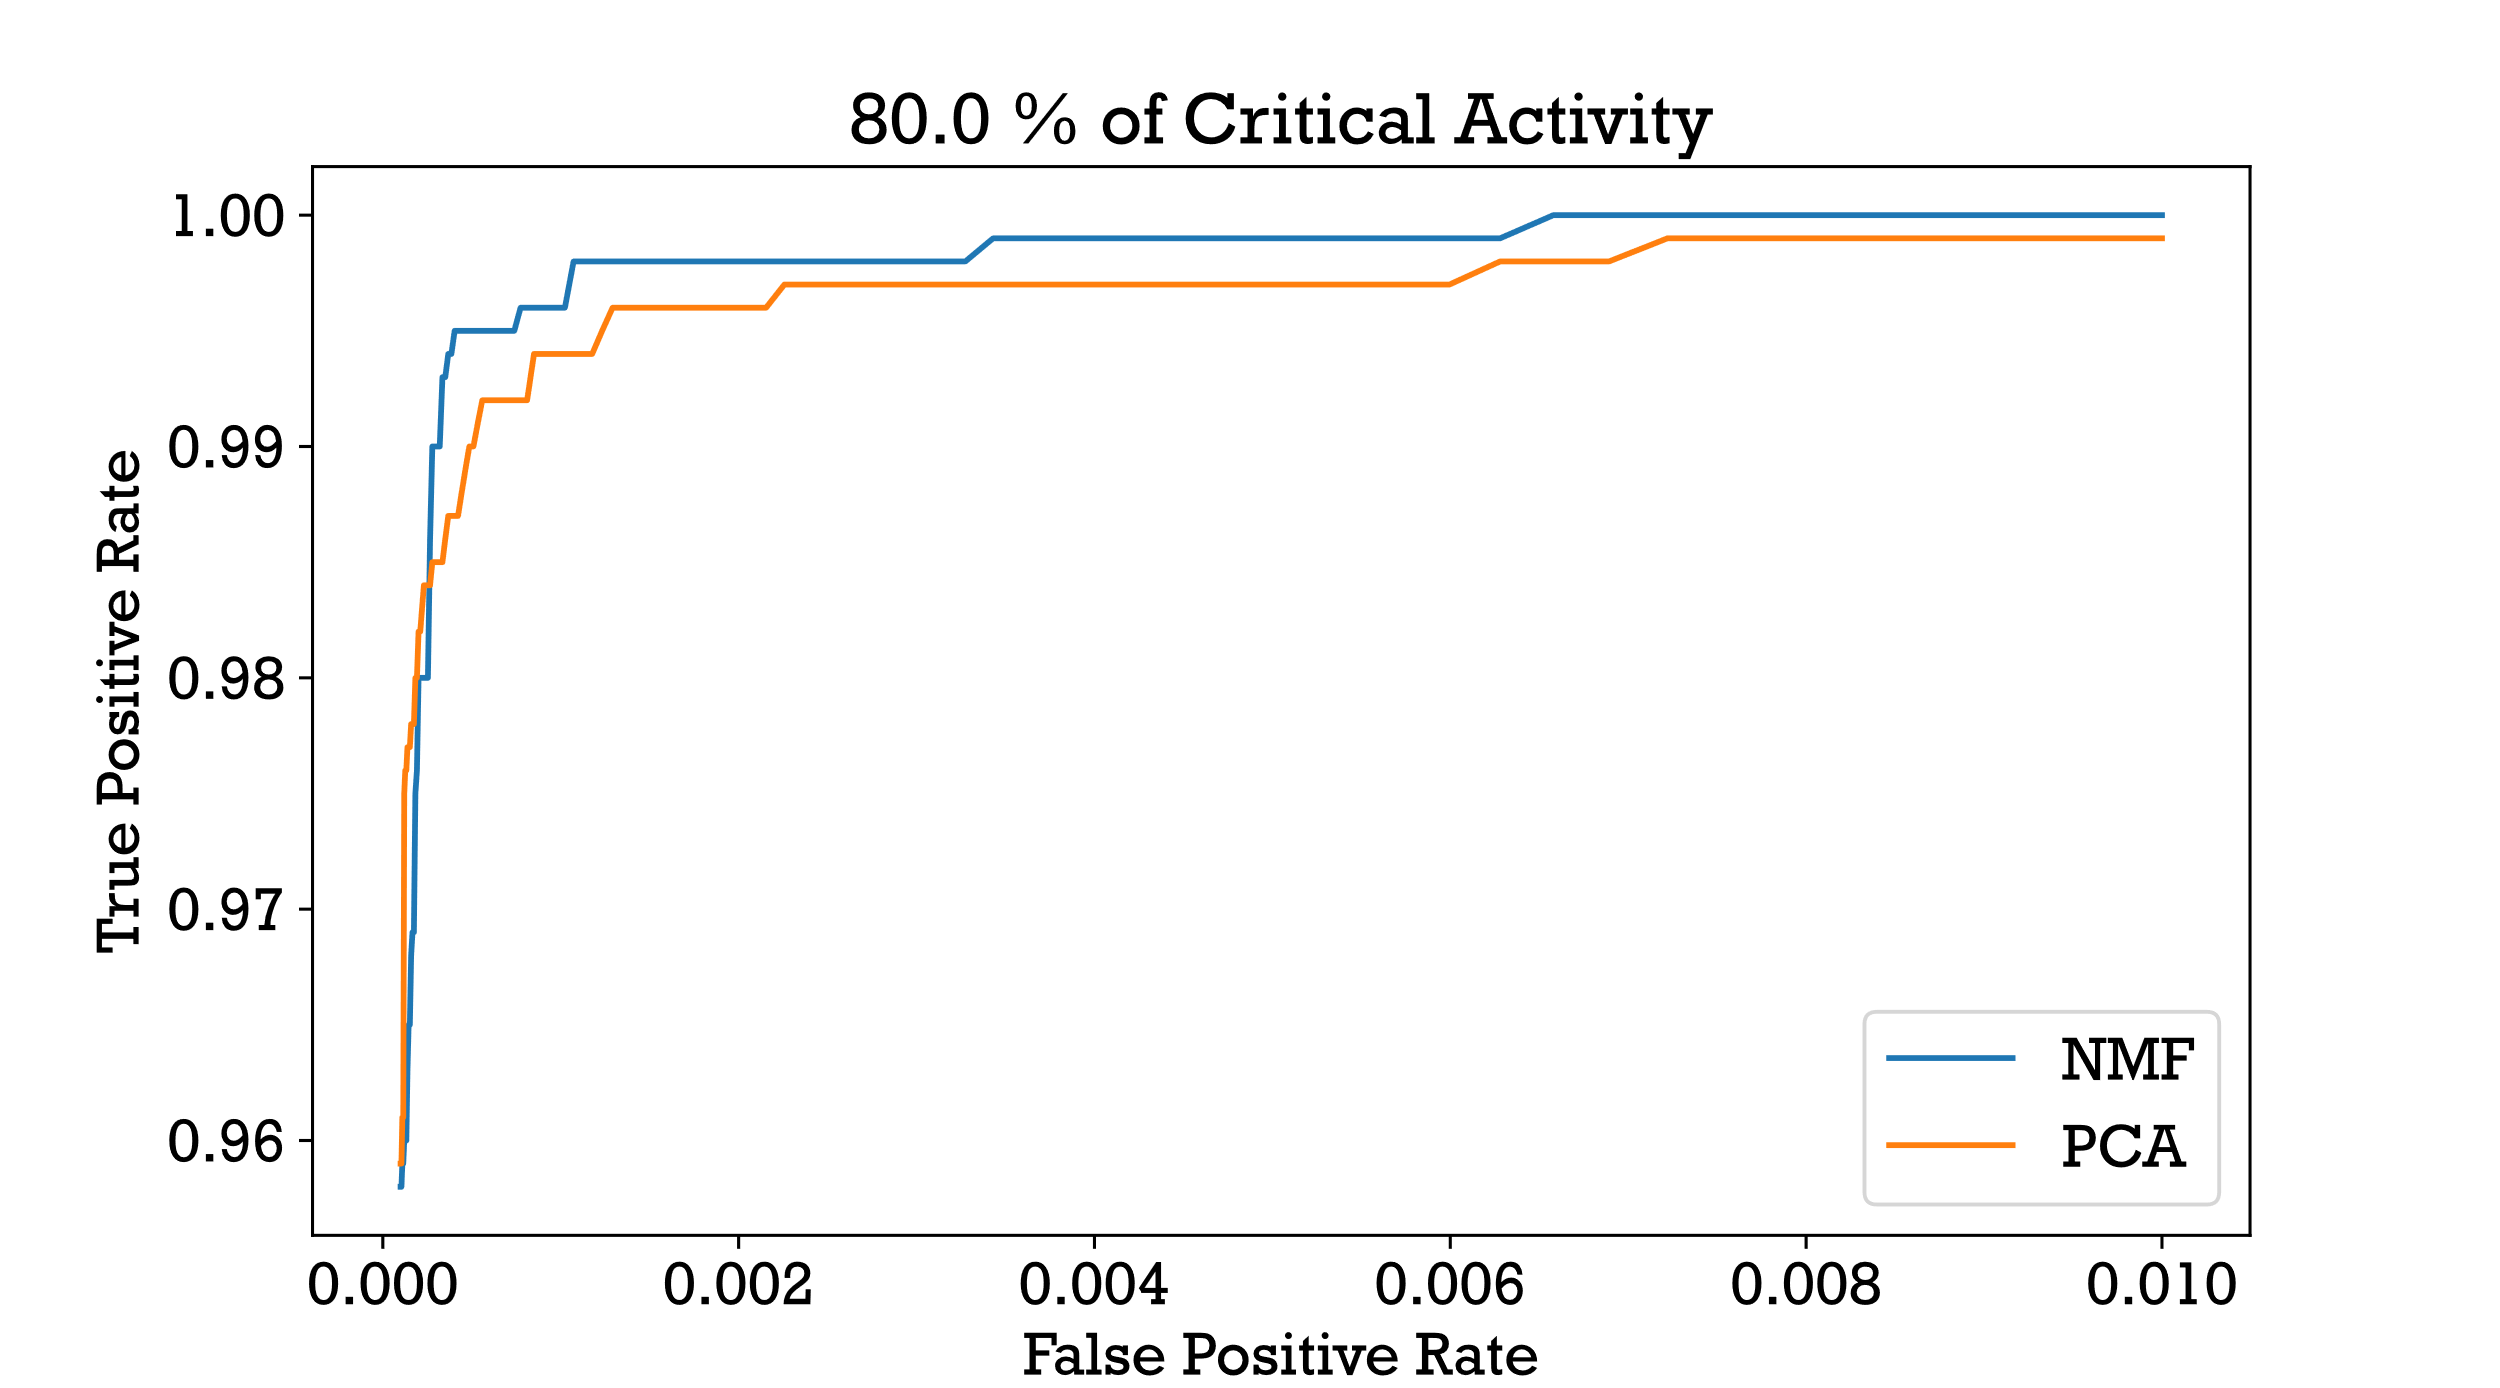 80.0 % of Critical Activity
1.00
0.99
0.98
0.97
0.96
True Positive Rate
NMF
PCA
0.000 0.002 0.004 0.006 0.008 0.010
False Positive Rate